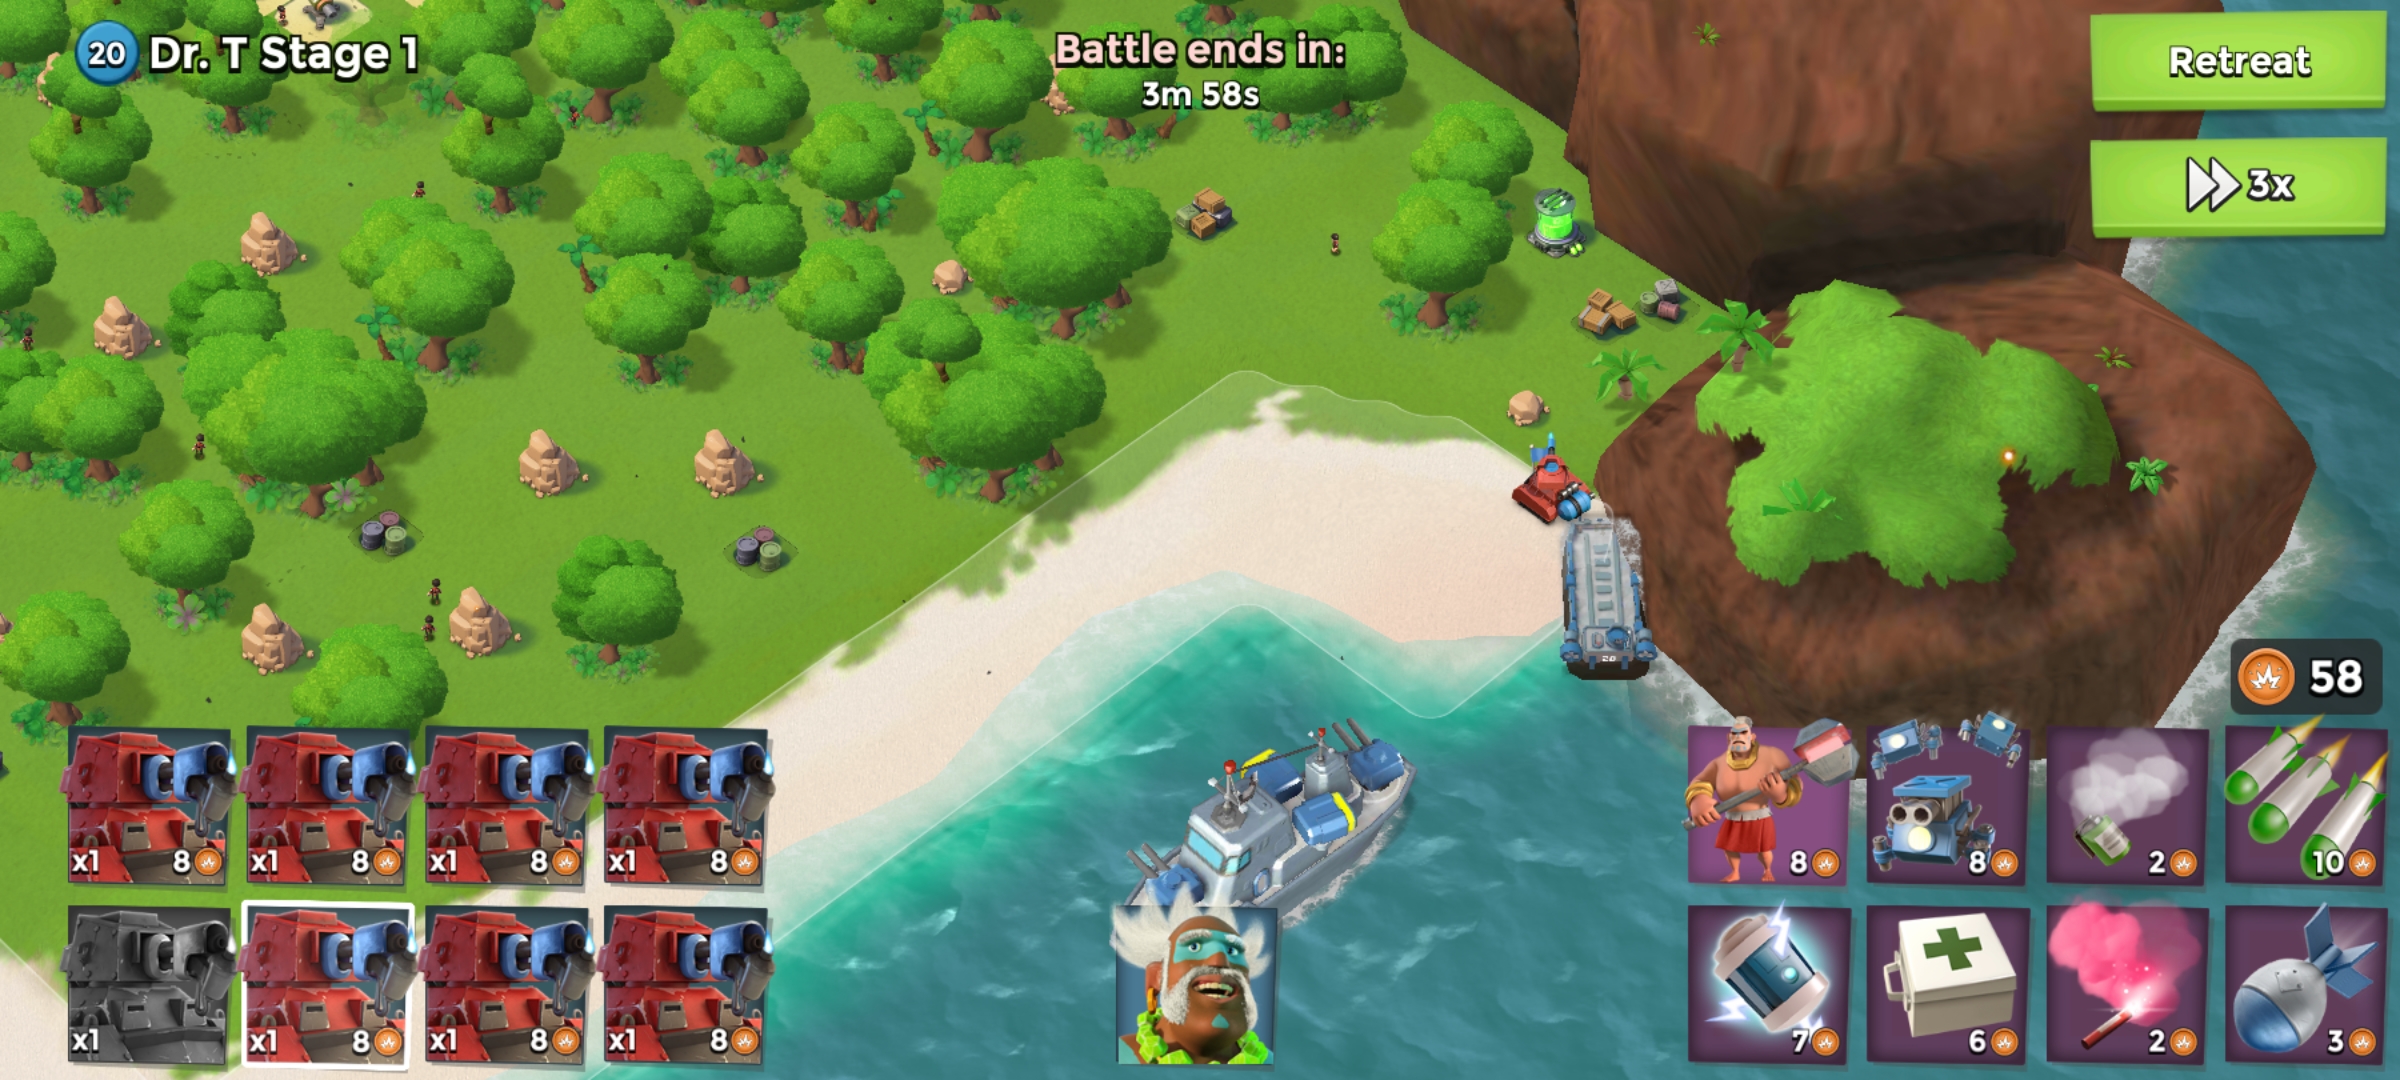 20 Dr. T Stage 1
Battle ends in:
3m 58s
Retreat
3x
58
x1 8
x1 8
x1 8
x1 8
8
8
2
10
x1
x1 8
x1 8
x1 8
7
6
2
3